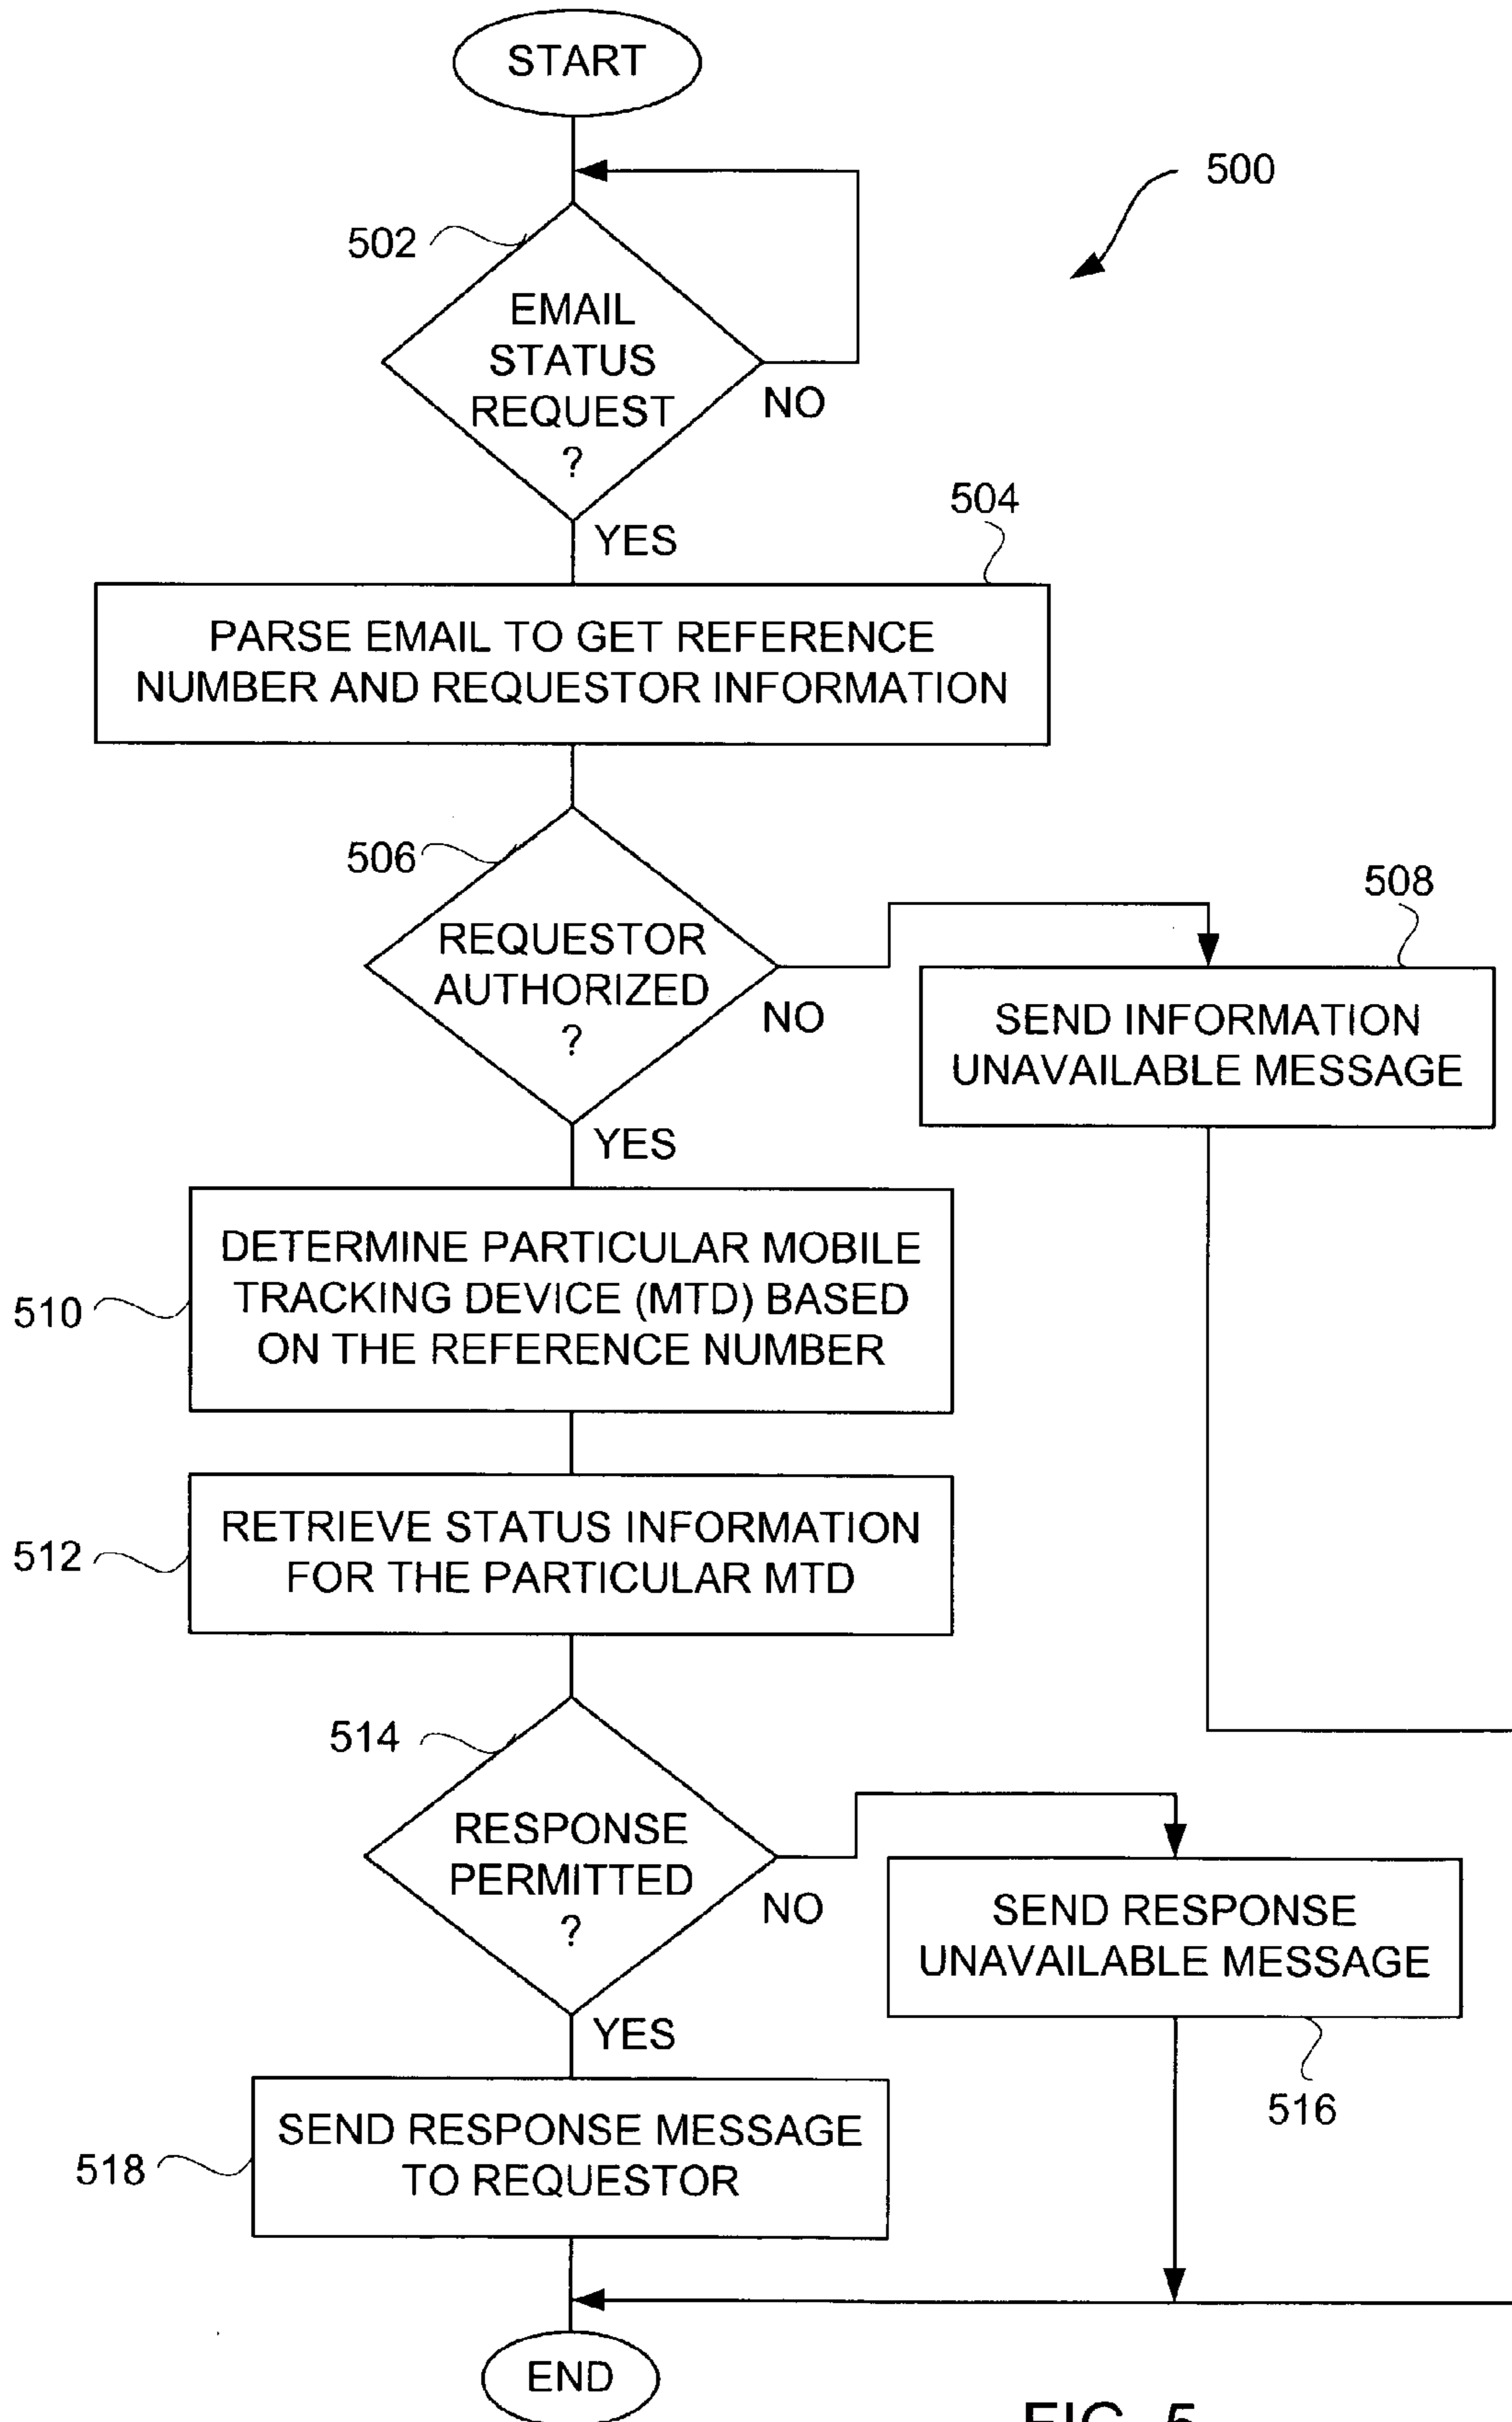 START
500
502
EMAIL
STATUS
REQUEST
?
NO
YES
504
PARSE EMAIL TO GET REFERENCE
NUMBER AND REQUESTOR INFORMATION
506
REQUESTOR
AUTHORIZED
?
NO
YES
508
SEND INFORMATION
UNAVAILABLE MESSAGE
510
DETERMINE PARTICULAR MOBILE
TRACKING DEVICE (MTD) BASED
ON THE REFERENCE NUMBER
512
RETRIEVE STATUS INFORMATION
FOR THE PARTICULAR MTD
514
RESPONSE
PERMITTED
?
NO
YES
SEND RESPONSE
UNAVAILABLE MESSAGE
516
518
SEND RESPONSE MESSAGE
TO REQUESTOR
END
FIG. 5